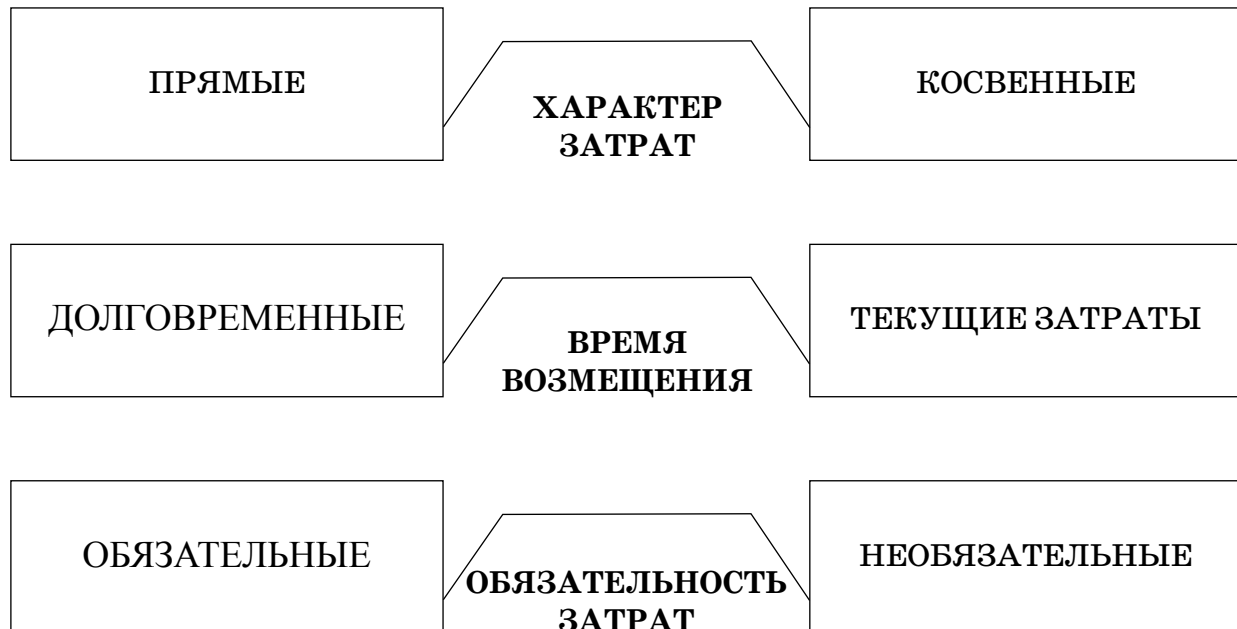 ПРЯМЫЕ
ХАРАКТЕР
ЗАТРАТ
КОСВЕННЫЕ
ДОЛГОВРЕМЕННЫЕ
ВРЕМЯ
ВОЗМЕЩЕНИЯ
ТЕКУЩИЕ ЗАТРАТЫ
ОБЯЗАТЕЛЬНЫЕ
ОБЯЗАТЕЛЬНОСТЬ
ЗАТРАТ
НЕОБЯЗАТЕЛЬНЫЕ